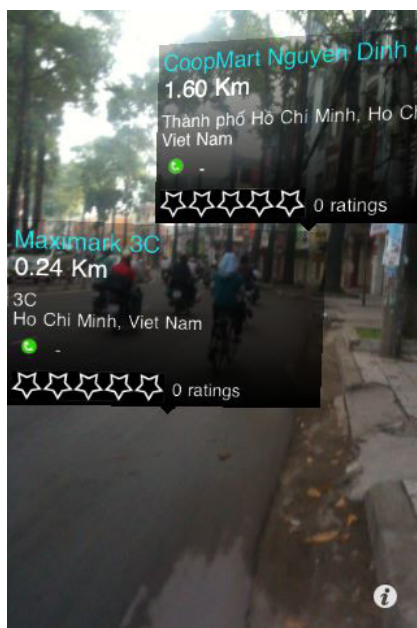 CoopMart Nguyen Dinh
1.60 Km
Thành phố Hồ Chí Minh, Ho
Viet Nam
-
0 ratings
Maximark 3C
0.24 Km
3C
Ho Chi Minh, Viet Nam
-
0 ratings
i